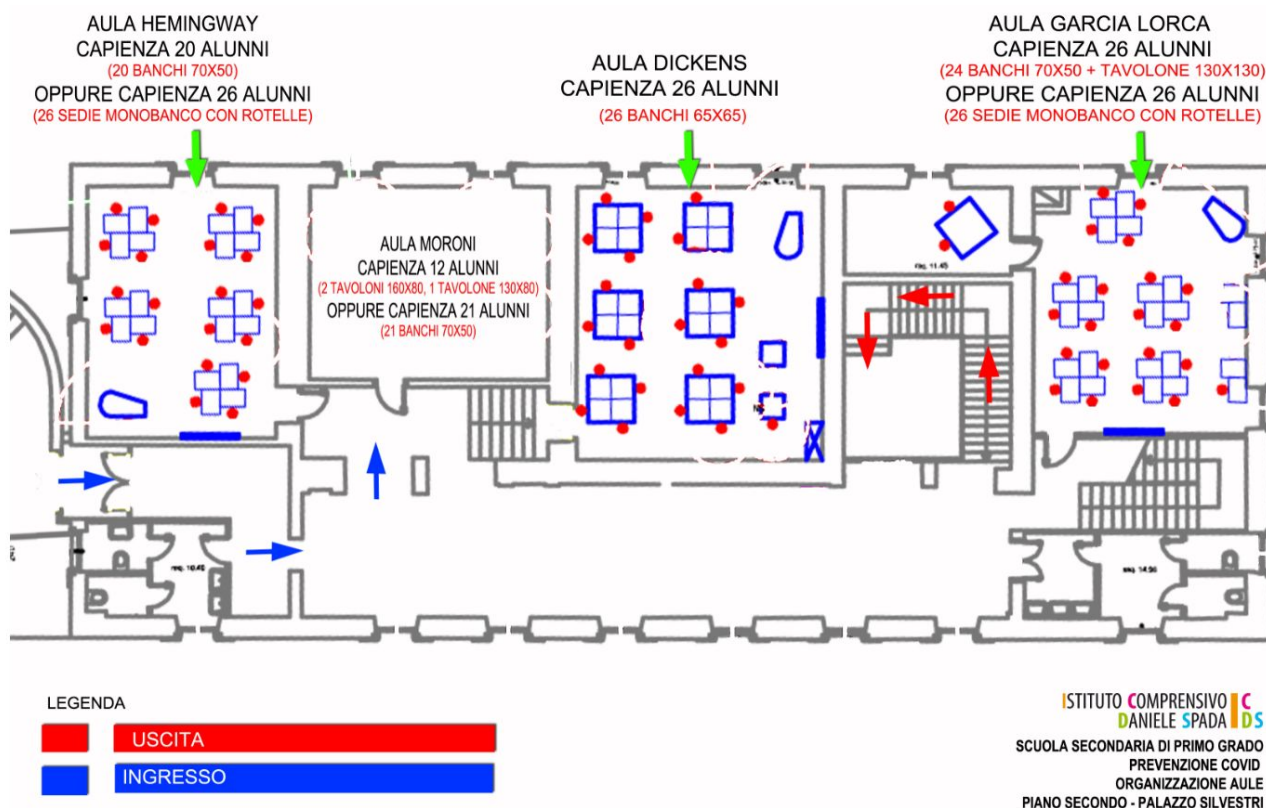 AULA HEMINGWAY
CAPIENZA 20 ALUNNI
(20 BANCHI 70X50)
OPPURE CAPIENZA 26 ALUNNI
(26 SEDIE MONOBANCO CON ROTELLE)
AULA DICKENS
CAPIENZA 26 ALUNNI
(26 BANCHI 65X65)
AULA GARCIA LORCA
CAPIENZA 26 ALUNNI
(24 BANCHI 70X50 + TAVOLONE 130X130)
OPPURE CAPIENZA 26 ALUNNI
(26 SEDIE MONOBANCO CON ROTELLE)
AULA MORONI
CAPIENZA 12 ALUNNI
(2 TAVOLONI 160X80, 1 TAVOLONE 130X80)
OPPURE CAPIENZA 21 ALUNNI
(21 BANCHI 70X50)
LEGENDA
USCITA
INGRESSO
ISTITUTO COMPRENSIVO IC
DANIELE SPADA DS
SCUOLA SECONDARIA DI PRIMO GRADO
PREVENZIONE COVID
ORGANIZZAZIONE AULE
PIANO SECONDO - PALAZZO SILVESTRI